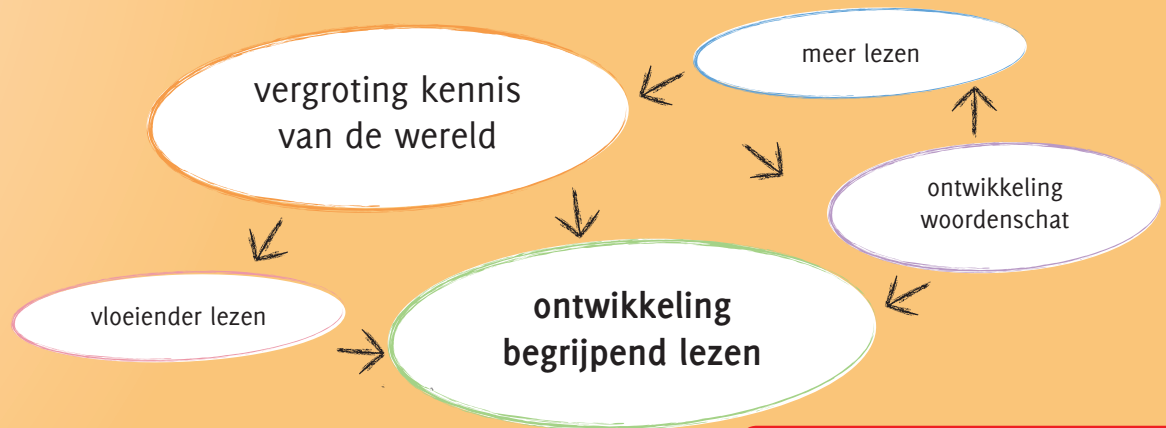 meer lezen
vergroting kennis
van de wereld
ontwikkeling
woordenschat
vloeiender lezen
ontwikkeling
begrijpend lezen